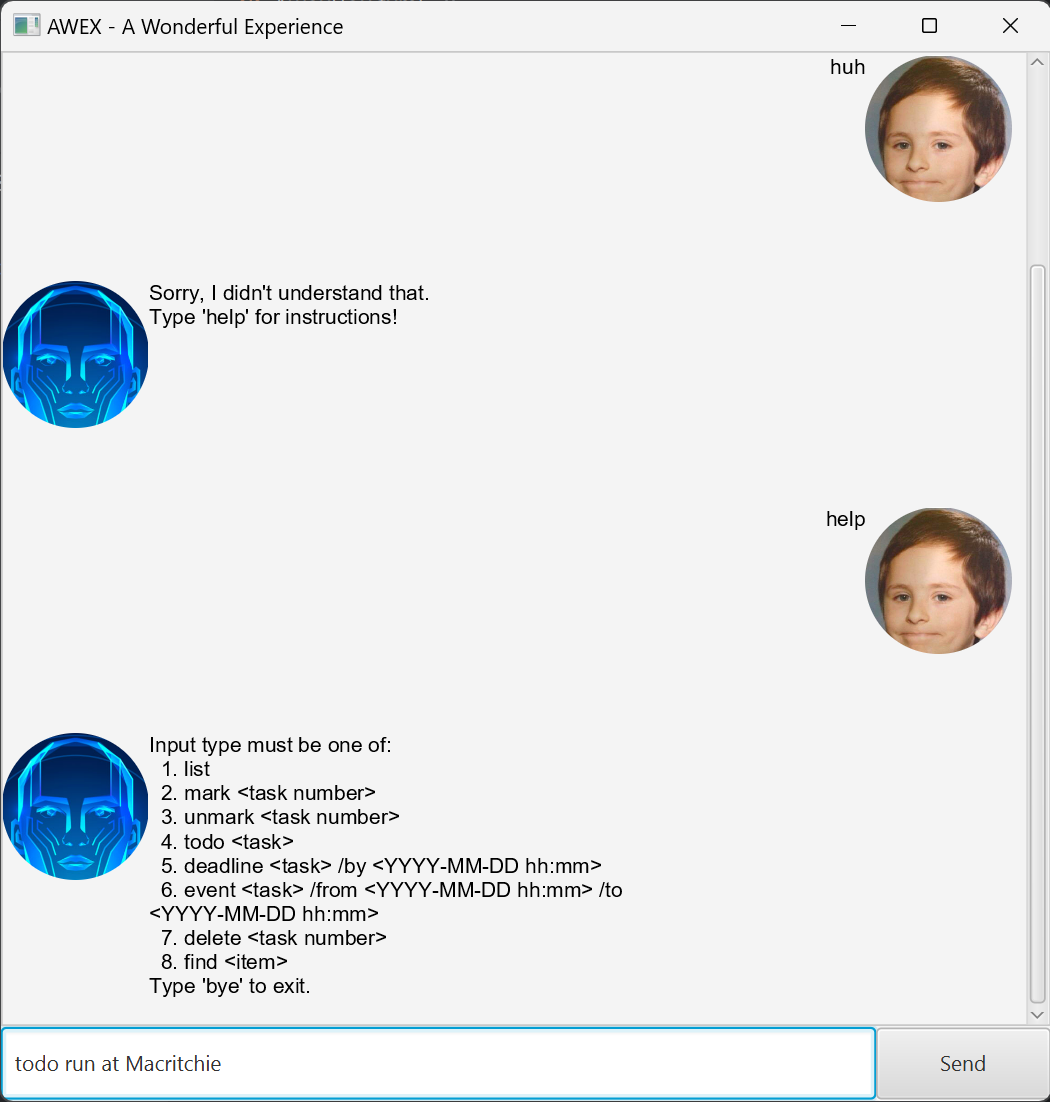 AWEX - A Wonderful Experience
huh
Sorry, I didn't understand that.
Type 'help' for instructions!
help
Input type must be one of:
1. list
2. mark <task number>
3. unmark <task number>
4. todo <task>
5. deadline <task> /by <YYYY-MM-DD hh:mm>
6. event <task> /from <YYYY-MM-DD hh:mm> /to
<YYYY-MM-DD hh:mm>
7. delete <task number>
8. find <item>
Type 'bye' to exit.
todo run at Macritchie
Send